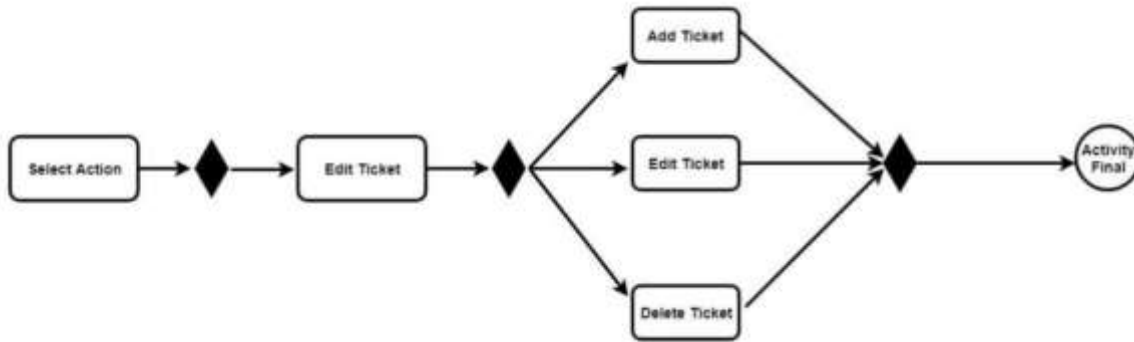 Add Ticket
Select Action
Edit Ticket
Edit Ticket
Activity
Final
Delete Ticket